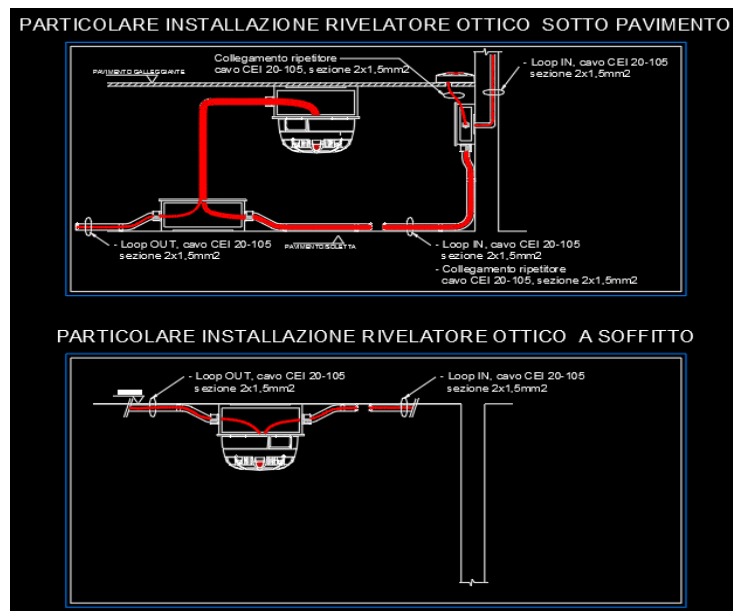 PARTICOLARE INSTALLAZIONE RIVELATORE OTTICO SOTTO PAVIMENTO
Collegamento ripetitore
cavo CEI 20-105, sezione 2x1,5mm2
- Loop IN, cavo CEI 20-105
sezione 2x1,5mm2
PAVIMENTO GALLEGGIANTE
- Loop OUT, cavo CEI 20-105
sezione 2x1,5mm2
PAVIMENTO SOLETTA
- Loop IN, cavo CEI 20-105
sezione 2x1,5mm2
- Collegamento ripetitore
cavo CEI 20-105, sezione 2x1,5mm2
PARTICOLARE INSTALLAZIONE RIVELATORE OTTICO A SOFFITTO
- Loop OUT, cavo CEI 20-105
sezione 2x1,5mm2
- Loop IN, cavo CEI 20-105
sezione 2x1,5mm2